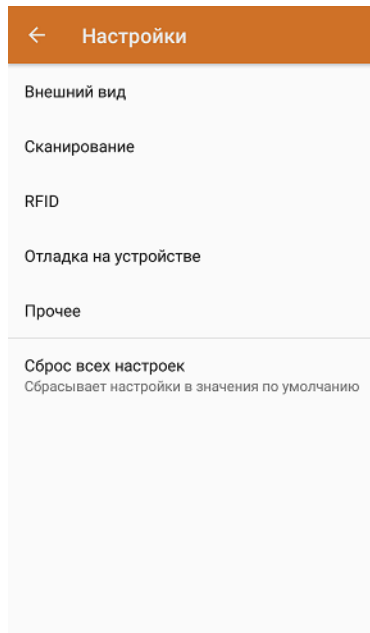 Настройки
Внешний вид
Сканирование
RFID
Отладка на устройстве
Прочее
Сброс всех настроек
Сбрасывает настройки в значения по умолчанию